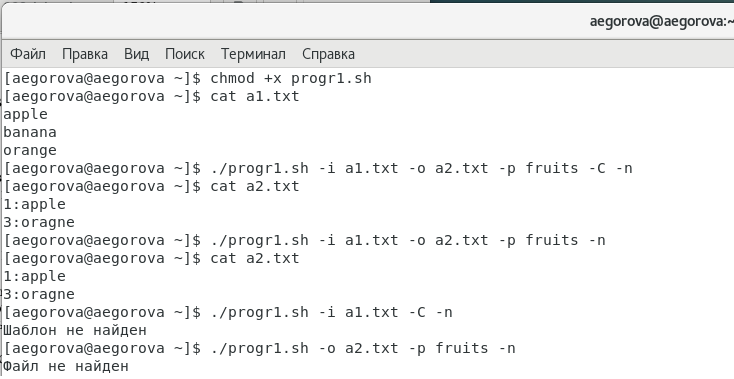 aegorova@aegorova:~
Файл Правка Вид Поиск Терминал Справка
[aegorova@aegorova ~]$ chmod +x progr1.sh
[aegorova@aegorova ~]$ cat a1.txt
apple
banana
orange
[aegorova@aegorova ~]$ ./progr1.sh -i a1.txt -o a2.txt -p fruits -C -n
[aegorova@aegorova ~]$ cat a2.txt
1:apple
3:oragne
[aegorova@aegorova ~]$ ./progr1.sh -i a1.txt -o a2.txt -p fruits -n
[aegorova@aegorova ~]$ cat a2.txt
1:apple
3:oragne
[aegorova@aegorova ~]$ ./progr1.sh -i a1.txt -C -n
Шаблон не найден
[aegorova@aegorova ~]$ ./progr1.sh -o a2.txt -p fruits -n
Файл не найден